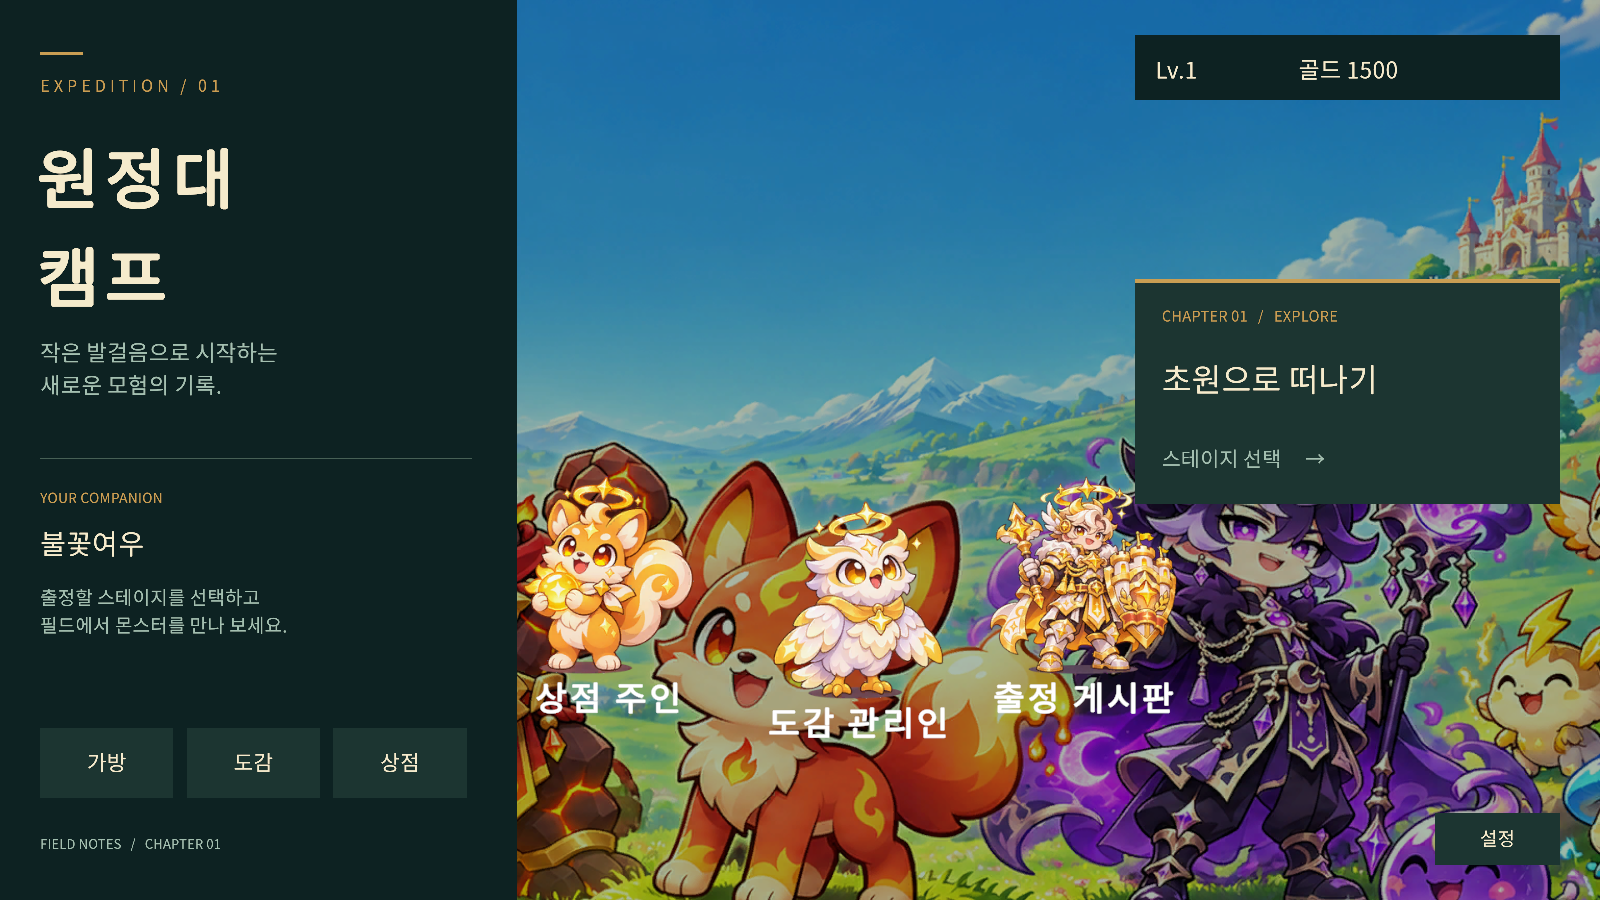 EXPEDITION / 01
원정대
캠프
작은 발걸음으로 시작하는
새로운 모험의 기록.
YOUR COMPANION
불꽃여우
출정할 스테이지를 선택하고
필드에서 몬스터를 만나 보세요.
가방 도감 상점
FIELD NOTES / CHAPTER 01
Lv.1 골드 1500
CHAPTER 01 / EXPLORE
초원으로 떠나기
스테이지 선택 →
상점 주인
도감 관리인
출정 게시판
설정